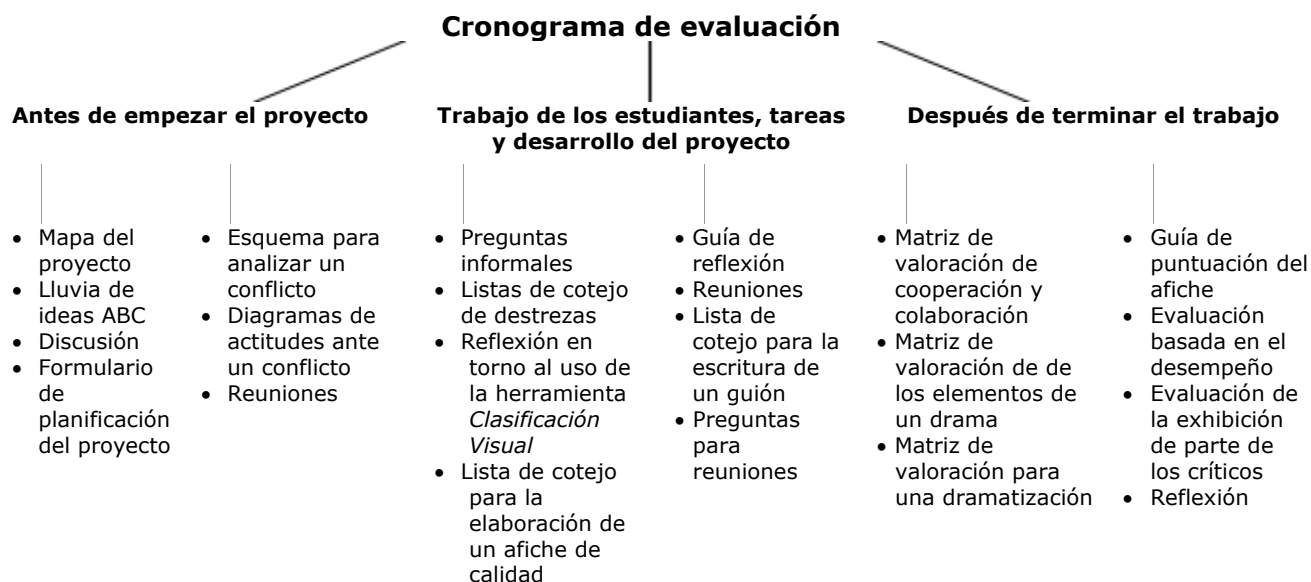 Cronograma de evaluación
Antes de empezar el proyecto
Trabajo de los estudiantes, tareas
y desarrollo del proyecto
Después de terminar el trabajo
• Mapa del
proyecto
• Lluvia de
ideas ABC
• Discusión
• Formulario
de
planificación
del proyecto
• Esquema para
analizar un
conflicto
• Diagramas de
actitudes ante
un conflicto
• Reuniones
• Preguntas
informales
• Listas de cotejo
de destrezas
• Reflexión en
torno al uso de
la herramienta
Clasificación
Visual
• Lista de cotejo
para la
elaboración de
un afiche de
calidad
• Guía de
reflexión
• Reuniones
• Lista de
cotejo para la
escritura de
un guión
• Preguntas
para
reuniones
• Matriz de
valoración de
cooperación y
colaboración
• Matriz de
valoración de de
los elementos de
un drama
• Matriz de
valoración para
una dramatización
• Guía de
puntuación del
afiche
• Evaluación
basada en el
desempeño
• Evaluación de
la exhibición
de parte de
los críticos
• Reflexión